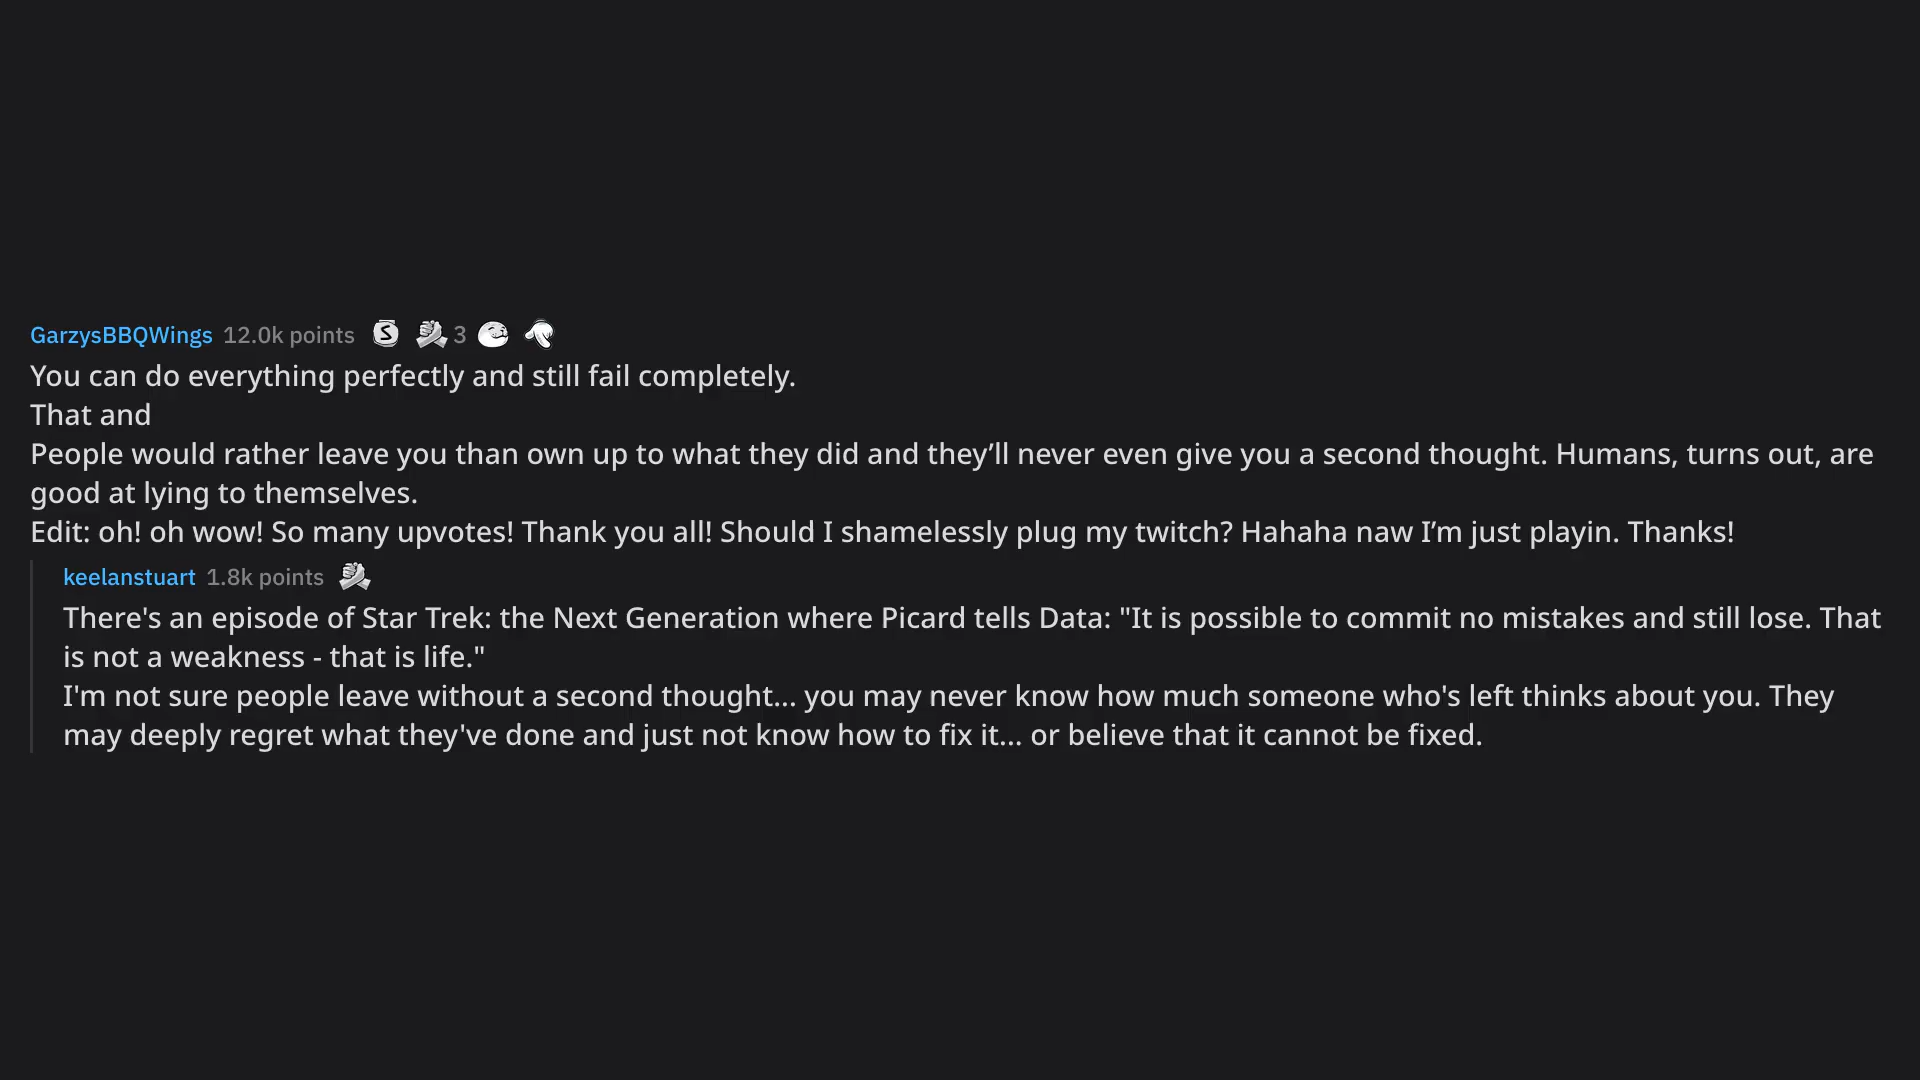 GarzysBBQWings 12.0k points S 3
You can do everything perfectly and still fail completely.
That and
People would rather leave you than own up to what they did and they’ll never even give you a second thought. Humans, turns out, are
good at lying to themselves.
Edit: oh! oh wow! So many upvotes! Thank you all! Should I shamelessly plug my twitch? Hahaha naw I’m just playin. Thanks!
keelanstuart 1.8k points
There's an episode of Star Trek: the Next Generation where Picard tells Data: "It is possible to commit no mistakes and still lose. That
is not a weakness - that is life."
I'm not sure people leave without a second thought... you may never know how much someone who's left thinks about you. They
may deeply regret what they've done and just not know how to fix it... or believe that it cannot be fixed.